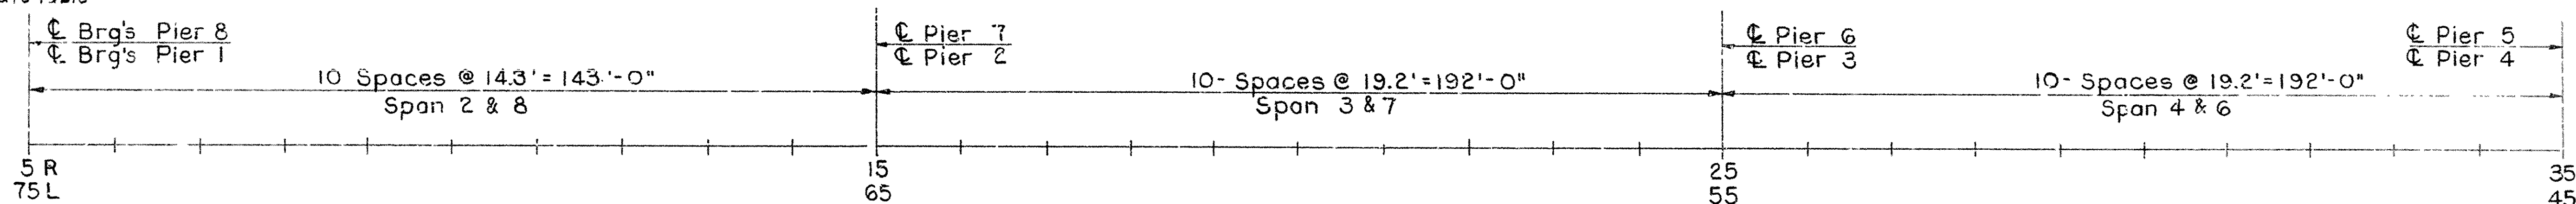 ℄ Brg's Pier 8
℄ Brg's Pier 1
10 Spaces @ 14.3' = 143'-0"
Span 2 & 8
℄ Pier 7
℄ Pier 2
10- Spaces @ 19.2' = 192'-0"
Span 3 & 7
℄ Pier 6
℄ Pier 3
10- Spaces @ 19.2' = 192'-0"
Span 4 & 6
℄ Pier 5
℄ Pier 4
5 R
75 L
15
65
25
55
35
45